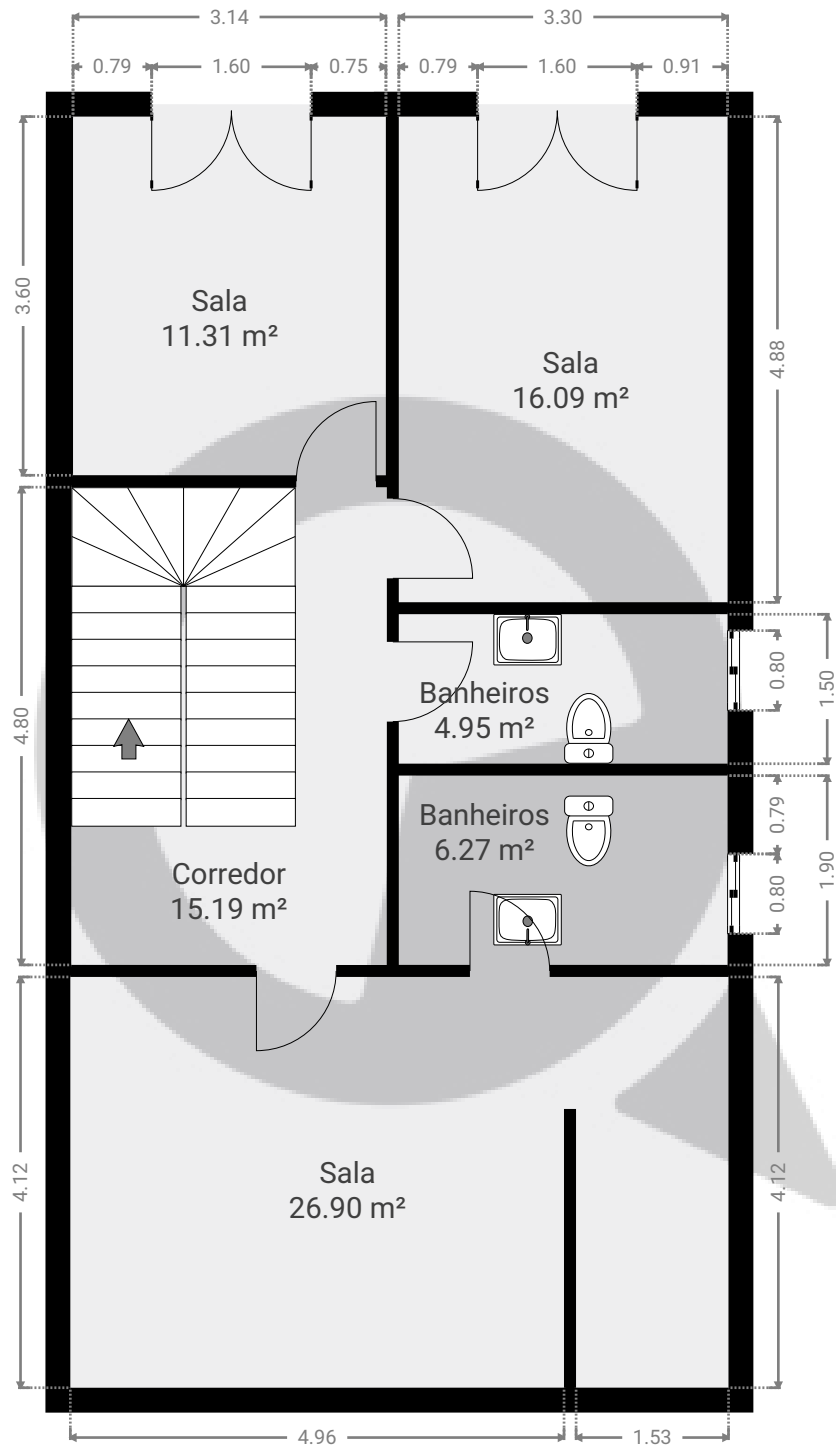 3.14
3.30
0.79
1.60
0.75
0.79
1.60
0.91
3.60
4.88
Sala
11.31 m²
Sala
16.09 m²
4.80
0.80
1.50
Banheiros
4.95 m²
Banheiros
6.27 m²
0.79
0.80
1.90
Corredor
15.19 m²
4.12
4.12
Sala
26.90 m²
4.96
1.53